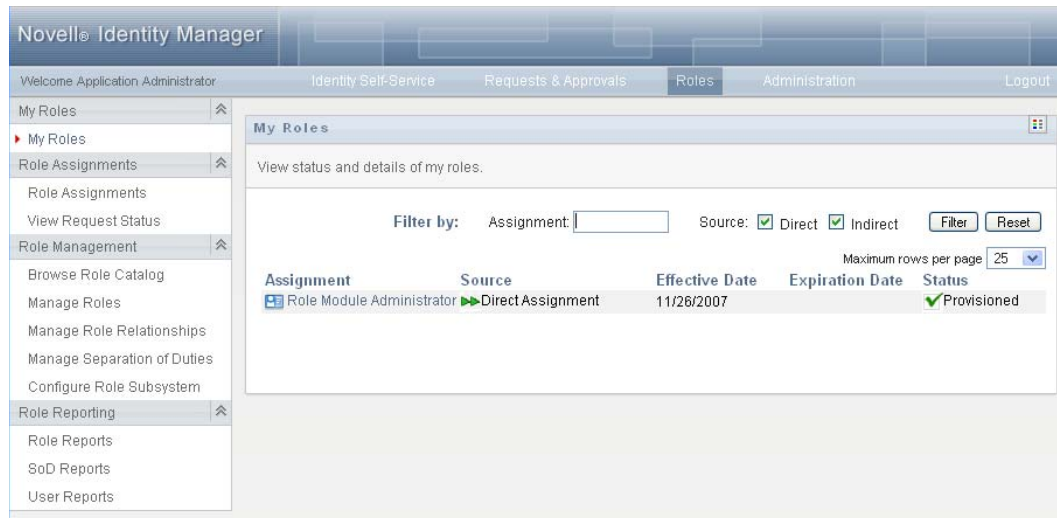 Novell® Identity Manager
Welcome Application Administrator
Identity Self-Service
Requests & Approvals
Roles
Administration
Logout
My Roles
My Roles
Role Assignments
Role Assignments
View Request Status
Role Management
Browse Role Catalog
Manage Roles
Manage Role Relationships
Manage Separation of Duties
Configure Role Subsystem
Role Reporting
Role Reports
SoD Reports
User Reports
My Roles
View status and details of my roles.
Filter by: Assignment: Source: Direct Indirect Filter Reset
Maximum rows per page 25
Assignment Source Effective Date Expiration Date Status
Role Module Administrator Direct Assignment 11/26/2007 Provisioned